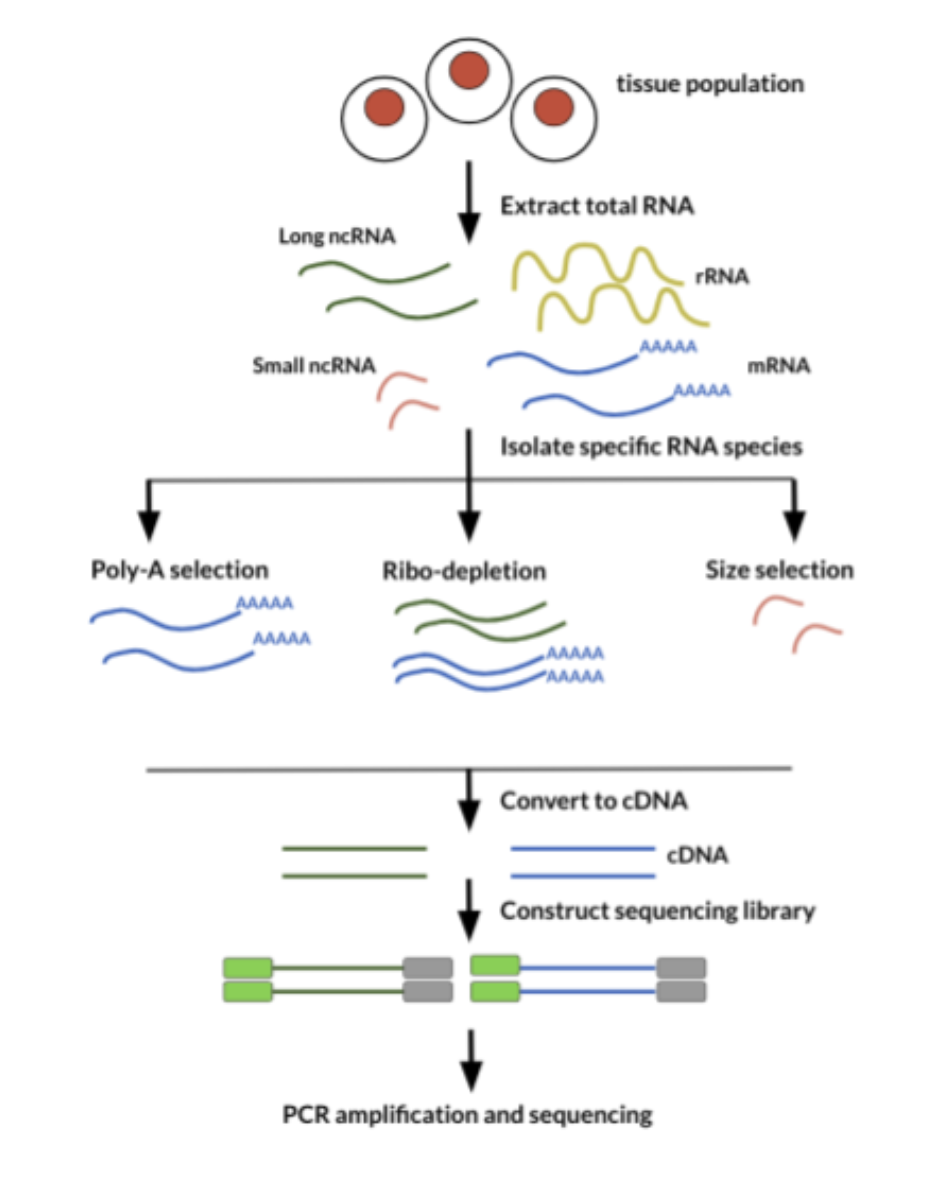 tissue population
Extract total RNA
Long ncRNA
rRNA
AAAAA
Small ncRNA
mRNA
AAAAA
Isolate specific RNA species
Poly-A selection
Ribo-depletion
Size selection
AAAAA
AAAAA
AAAAA
AAAAA
Convert to cDNA
cDNA
Construct sequencing library
PCR amplification and sequencing